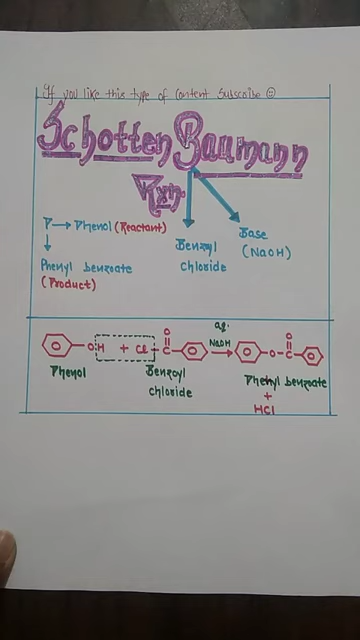 If you like this type of content subscribe ☺
Schotten Baumann
Rxn.
P → Phenol (Reactant)
↓
Phenyl benzoate
(Product)
Benzoyl
chloride
Base
(NaOH)
O:H + Cl-C(=O)- aq. NaOH → -O-C(=O)-
Phenol
Benzoyl
chloride
Phenyl benzoate
+
HCl